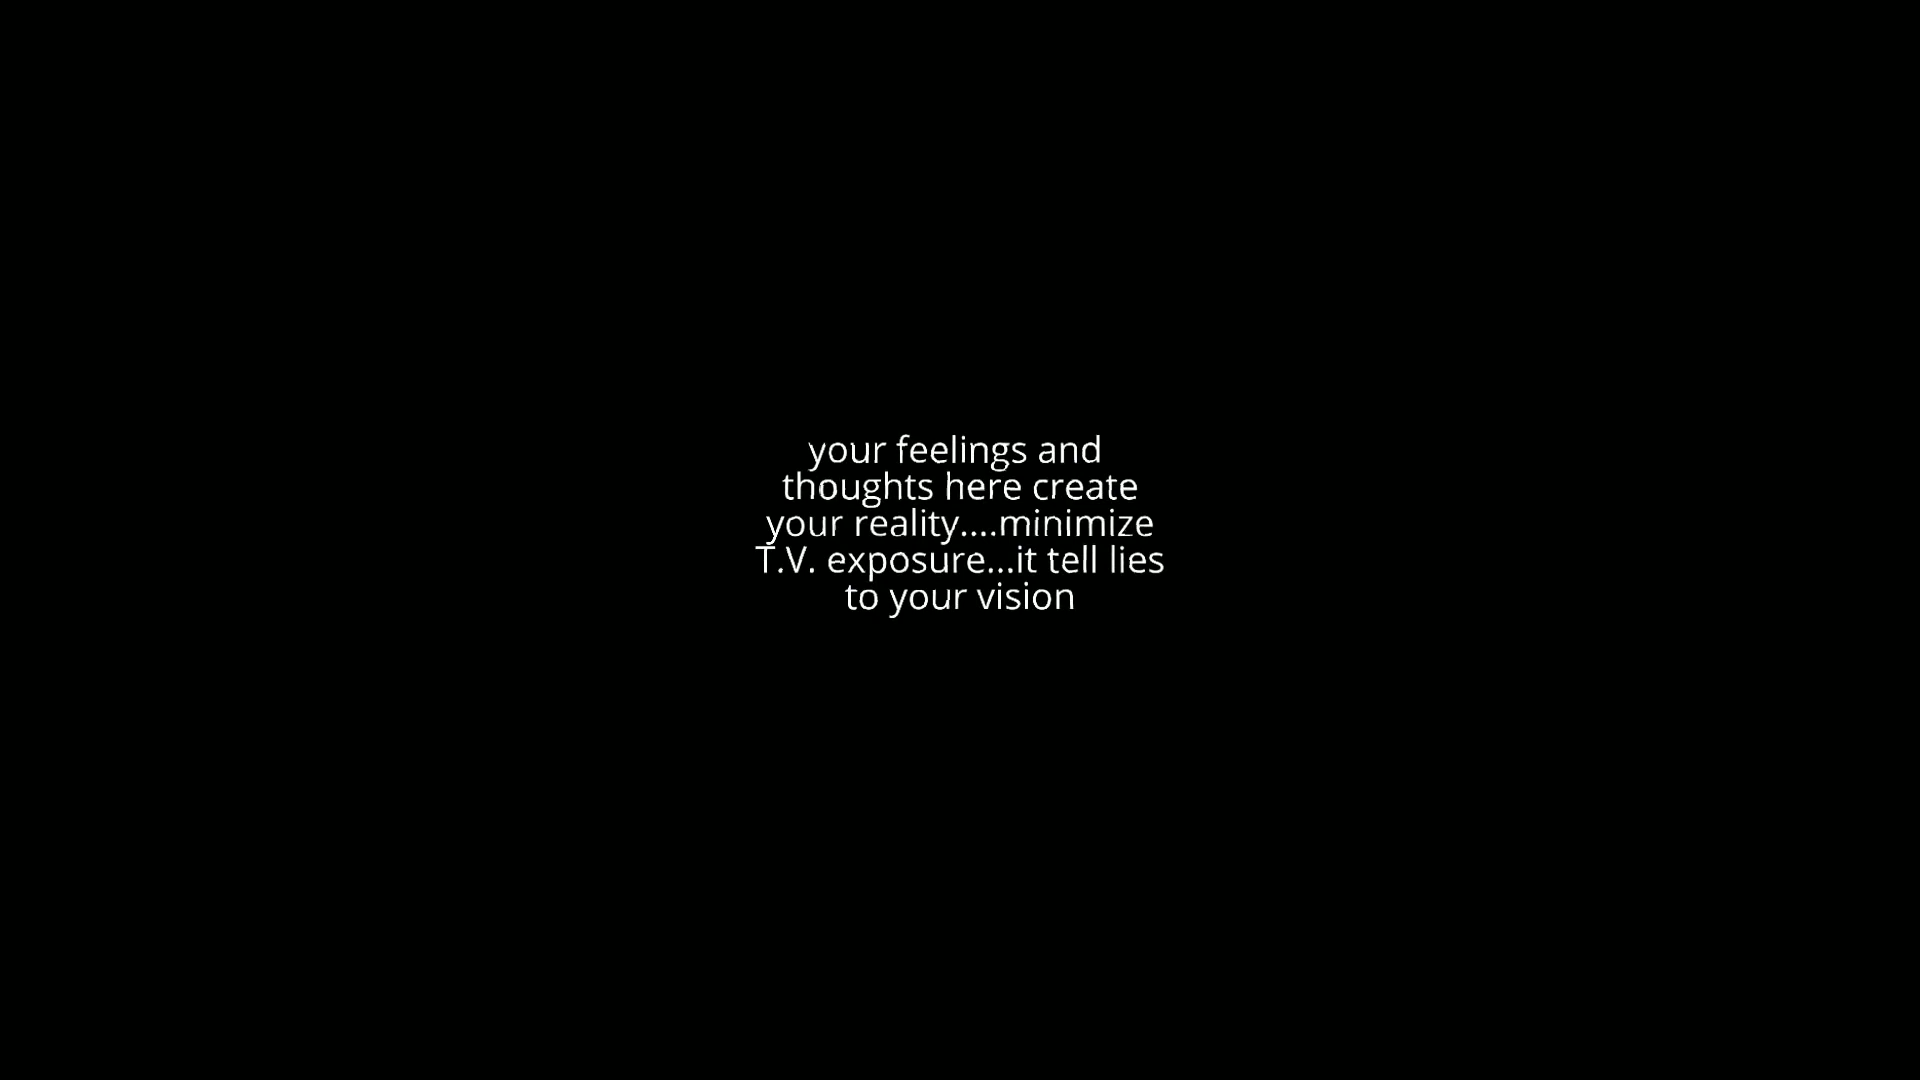 your feelings and
thoughts here create
your reality....minimize
T.V. exposure...it tell lies
to your vision